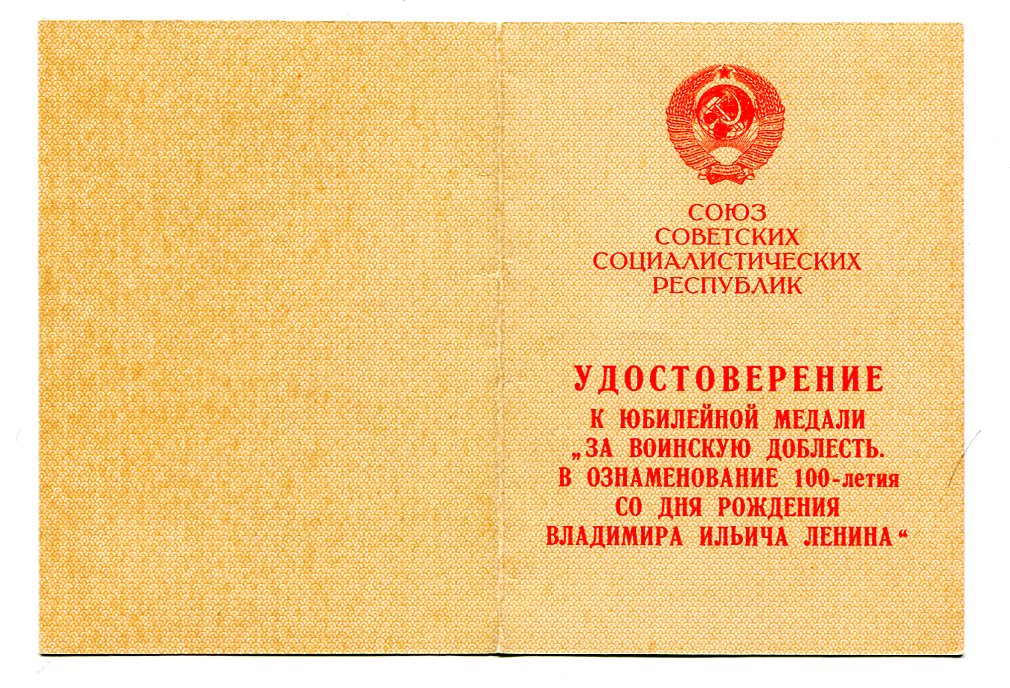 СОЮЗ
СОВЕТСКИХ
СОЦИАЛИСТИЧЕСКИХ
РЕСПУБЛИК
УДОСТОВЕРЕНИЕ
К ЮБИЛЕЙНОЙ МЕДАЛИ
„ЗА ВОИНСКУЮ ДОБЛЕСТЬ.
В ОЗНАМЕНОВАНИЕ 100-летия
СО ДНЯ РОЖДЕНИЯ
ВЛАДИМИРА ИЛЬИЧА ЛЕНИНА“